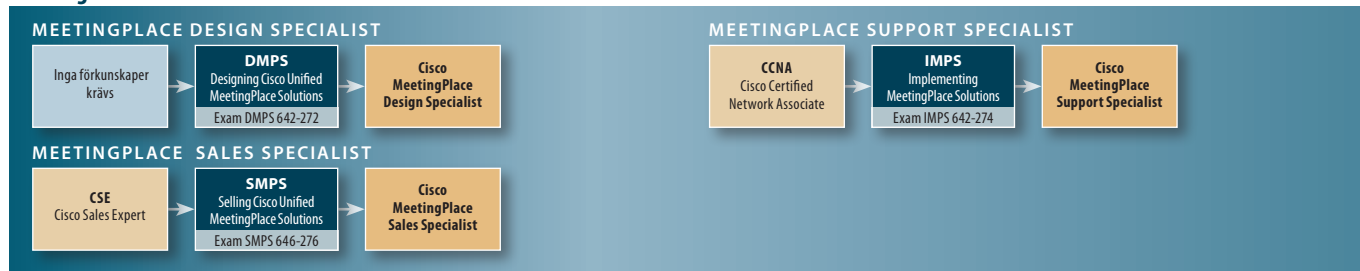 MEETINGPLACE DESIGN SPECIALIST
Inga förkunskaper
krävs
DMPS
Designing Cisco Unified
MeetingPlace Solutions
Exam DMPS 642-272
Cisco
MeetingPlace
Design Specialist
MEETINGPLACE SALES SPECIALIST
CSE
Cisco Sales Expert
SMPS
Selling Cisco Unified
MeetingPlace Solutions
Exam SMPS 646-276
Cisco
MeetingPlace
Sales Specialist
MEETINGPLACE SUPPORT SPECIALIST
CCNA
Cisco Certified
Network Associate
IMPS
Implementing
MeetingPlace Solutions
Exam IMPS 642-274
Cisco
MeetingPlace
Support Specialist